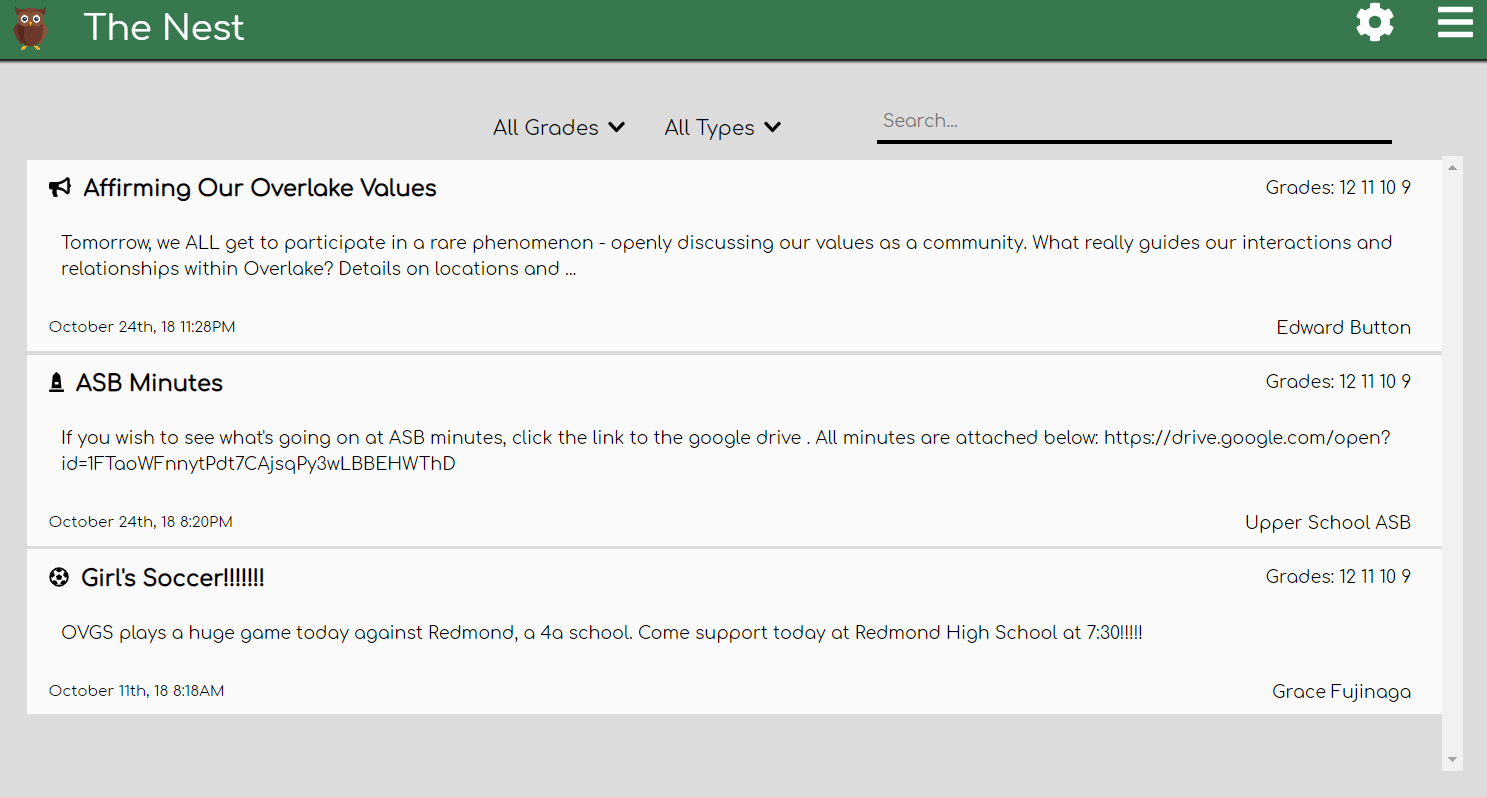 The Nest
All Grades
All Types
Search...
Affirming Our Overlake Values
Grades: 12 11 10 9
Tomorrow, we ALL get to participate in a rare phenomenon - openly discussing our values as a community. What really guides our interactions and
relationships within Overlake? Details on locations and ...
October 24th, 18 11:28PM
Edward Button
ASB Minutes
Grades: 12 11 10 9
If you wish to see what's going on at ASB minutes, click the link to the google drive . All minutes are attached below: https://drive.google.com/open?
id=1FTaoWFnnytPdt7CAjsqPy3wLBBEHWThD
October 24th, 18 8:20PM
Upper School ASB
Girl's Soccer!!!!!!!
Grades: 12 11 10 9
OVGS plays a huge game today against Redmond, a 4a school. Come support today at Redmond High School at 7:30!!!!!
October 11th, 18 8:18AM
Grace Fujinaga